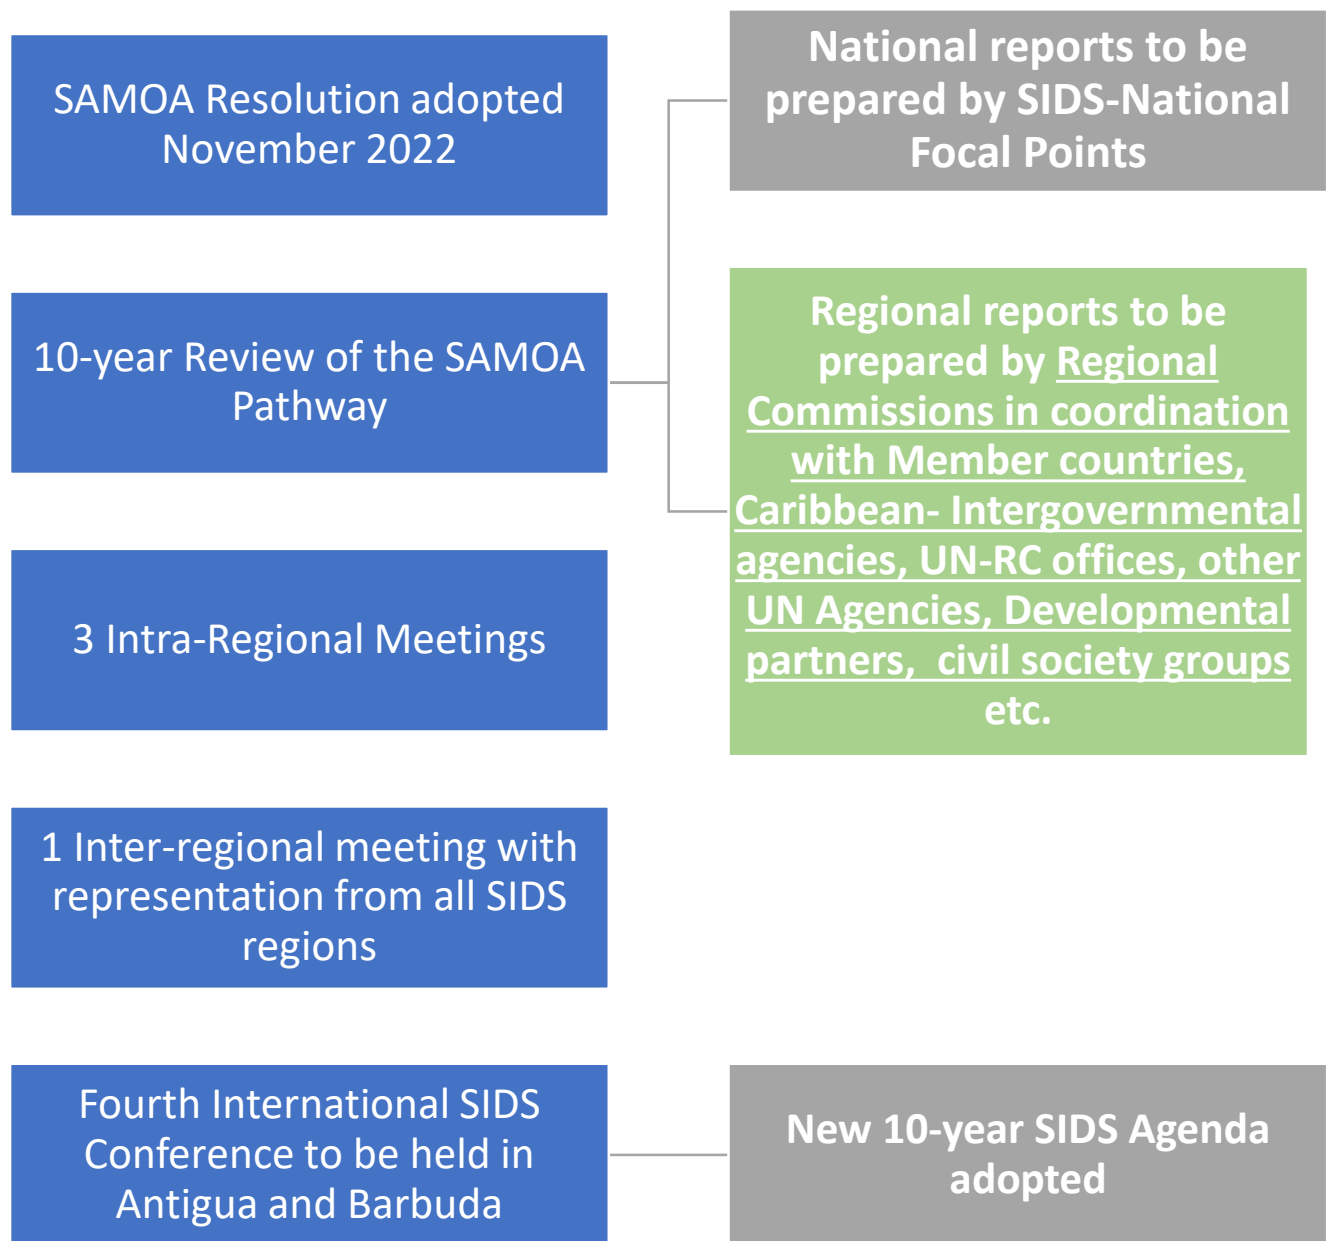 SAMOA Resolution adopted
November 2022
National reports to be
prepared by SIDS-National
Focal Points
10-year Review of the SAMOA
Pathway
Regional reports to be
prepared by Regional
Commissions in coordination
with Member countries,
Caribbean- Intergovernmental
agencies, UN-RC offices, other
UN Agencies, Developmental
partners,  civil society groups
etc.
3 Intra-Regional Meetings
1 Inter-regional meeting with
representation from all SIDS
regions
Fourth International SIDS
Conference to be held in
Antigua and Barbuda
New 10-year SIDS Agenda
adopted